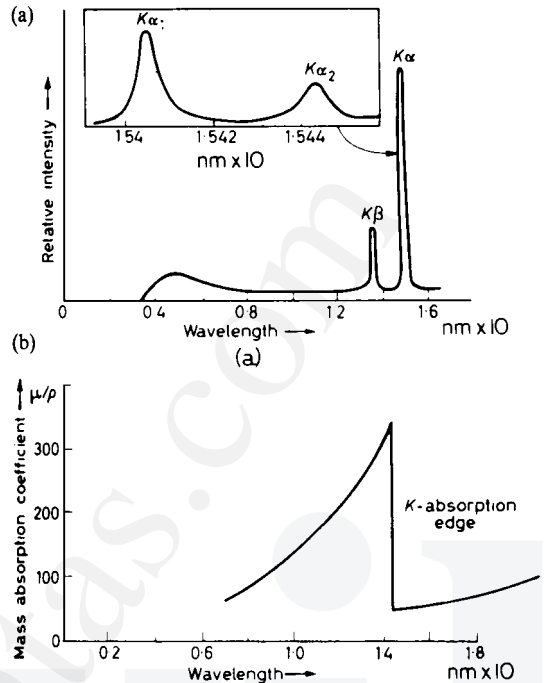 (a)
Kα₁
Kα₂
1·54
1·542
1·544
nm x 10
Kα
Kβ
Relative intensity
0
0 4
0·8
1·2
1·6
Wavelength
nm x 10
(a)
(b)
Mass absorption coefficient
μ/ρ
300
200
100
0
K-absorption
edge
0·2
0·6
1·0
1 4
1·8
Wavelength
nm x 10